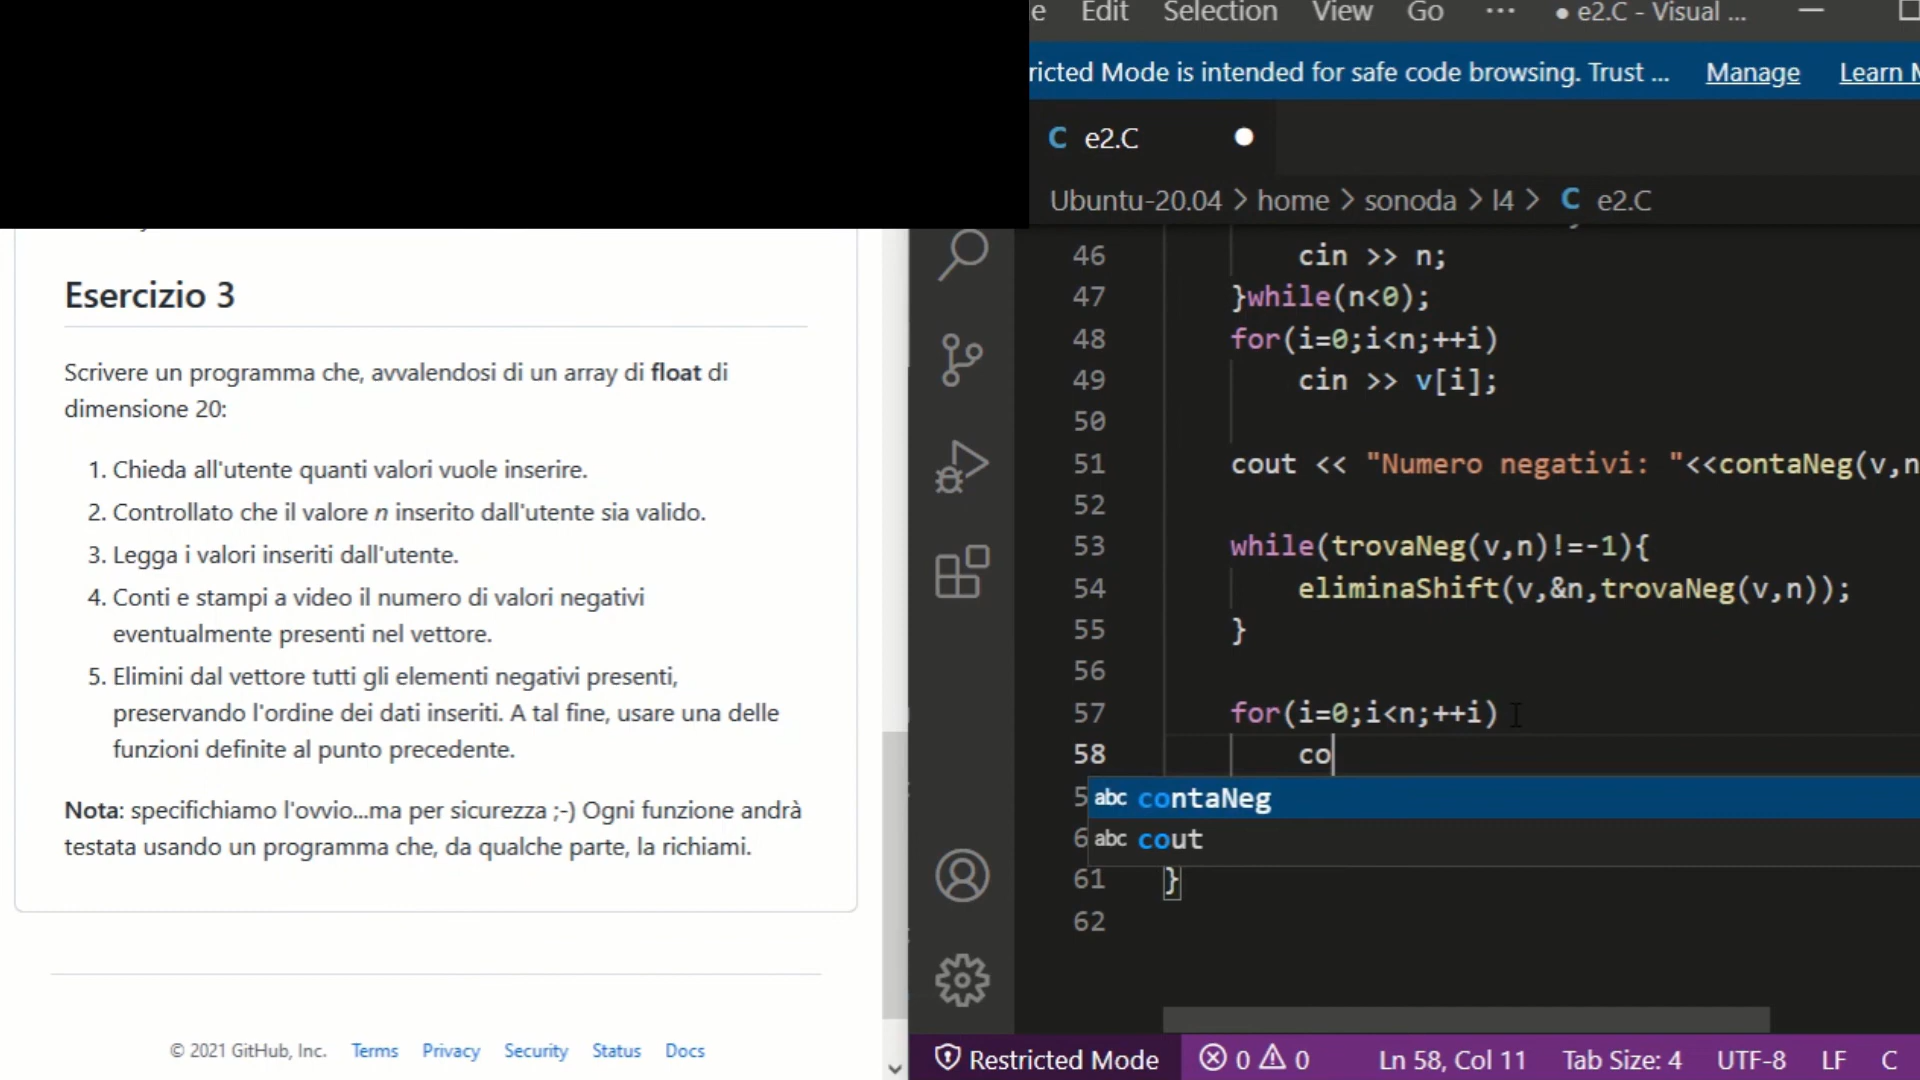 e Edit Selection View Go ··· ● e2.C - Visual ...
ricted Mode is intended for safe code browsing. Trust ... Manage Learn
C e2.C ●
Ubuntu-20.04 > home > sonoda > l4 > C e2.C
Esercizio 3
Scrivere un programma che, avvalendosi di un array di float di
dimensione 20:
1. Chieda all'utente quanti valori vuole inserire.
2. Controllato che il valore n inserito dall'utente sia valido.
3. Legga i valori inseriti dall'utente.
4. Conti e stampi a video il numero di valori negativi
eventualmente presenti nel vettore.
5. Elimini dal vettore tutti gli elementi negativi presenti,
preservando l'ordine dei dati inseriti. A tal fine, usare una delle
funzioni definite al punto precedente.
Nota: specifichiamo l'ovvio...ma per sicurezza ;-) Ogni funzione andrà
testata usando un programma che, da qualche parte, la richiami.
© 2021 GitHub, Inc. Terms Privacy Security Status Docs
46 cin >> n;
47 }while(n<0);
48 for(i=0;i<n;++i)
49 cin >> v[i];
50
51 cout << "Numero negativi: "<<contaNeg(v,n
52
53 while(trovaNeg(v,n)!=-1){
54 eliminaShift(v,&n,trovaNeg(v,n));
55 }
56
57 for(i=0;i<n;++i)
58 co
5 abc contaNeg
6 abc cout
61 }
62
Restricted Mode 0 0 Ln 58, Col 11 Tab Size: 4 UTF-8 LF C